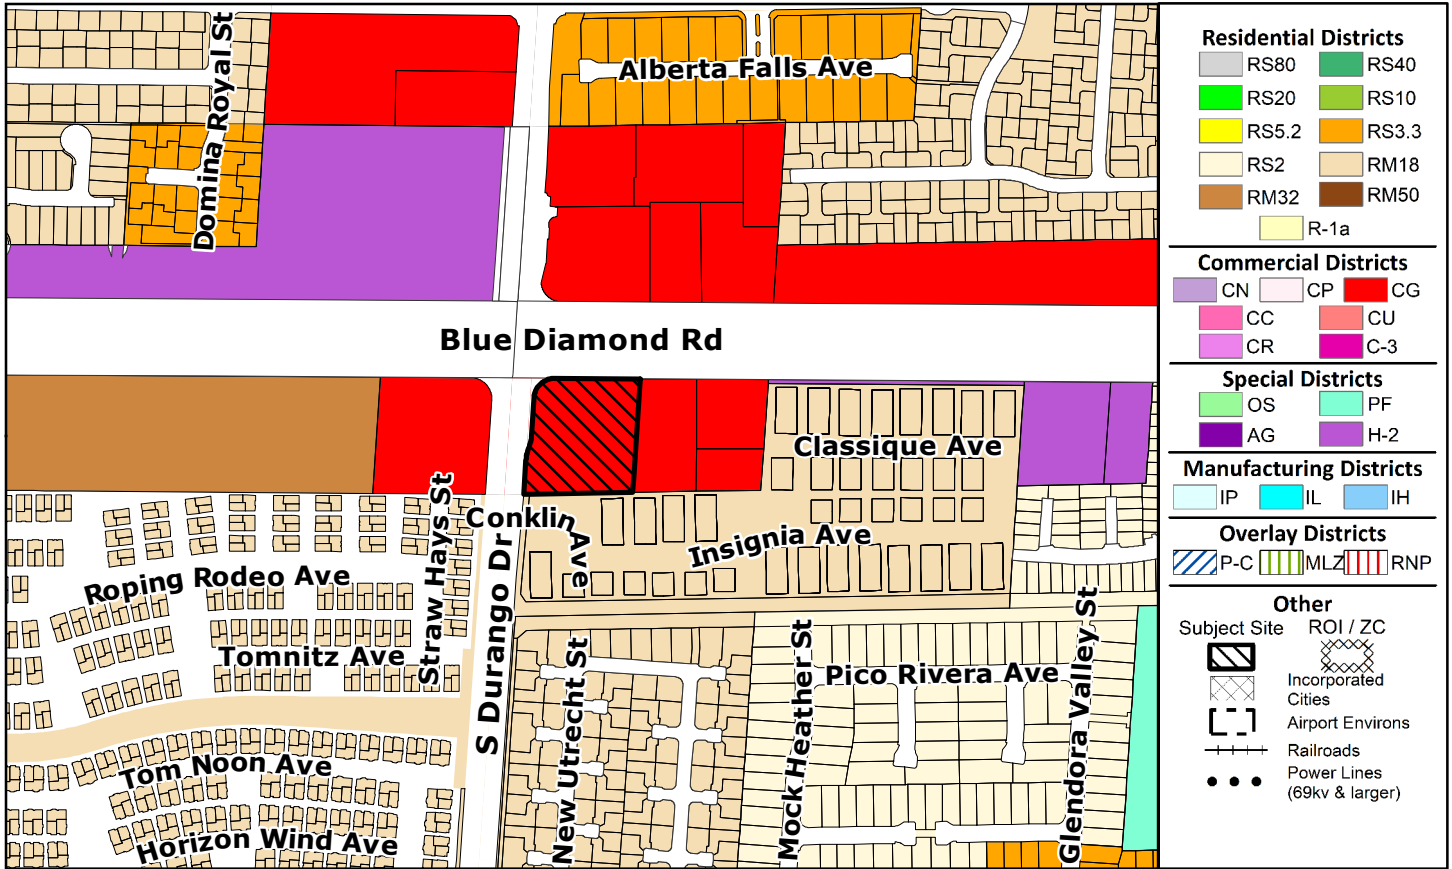 Domina Royal St
Alberta Falls Ave
Blue Diamond Rd
Classique Ave
Conklin Ave
Insignia Ave
Straw Hays St
Roping Rodeo Ave
S Durango Dr
Tomnitz Ave
New Utrecht St
Mock Heather St
Pico Rivera Ave
Glendora Valley St
Tom Noon Ave
Horizon Wind Ave
Residential Districts
RS80 RS40
RS20 RS10
RS5.2 RS3.3
RS2 RM18
RM32 RM50
R-1a
Commercial Districts
CN CP CG
CC CU
CR C-3
Special Districts
OS PF
AG H-2
Manufacturing Districts
IP IL IH
Overlay Districts
P-C MLZ RNP
Other
Subject Site ROI / ZC
Incorporated
Cities
Airport Environs
Railroads
Power Lines
(69kv & larger)